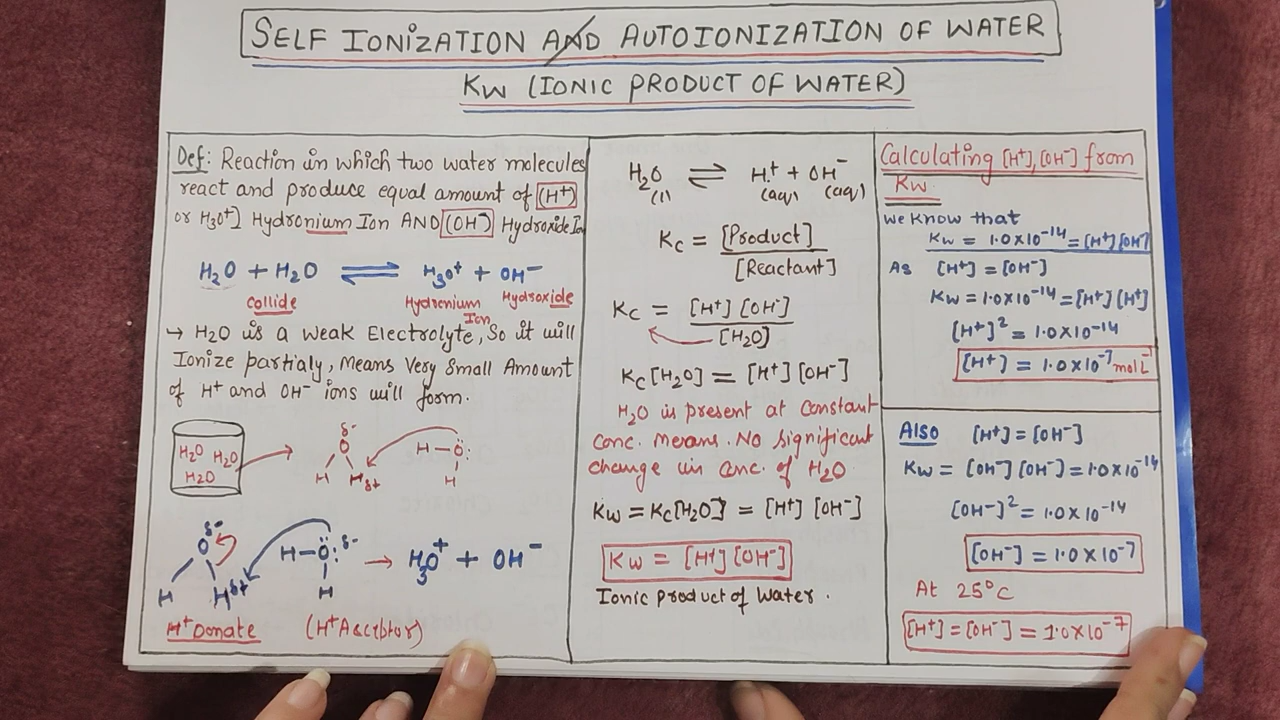 SELF IONIZATION AND AUTOIONIZATION OF WATER
KW (IONIC PRODUCT OF WATER)
Def: Reaction in which two water molecules
react and produce equal amount of (H⁺)
or H₃O⁺] Hydronium Ion AND (OH⁻) Hydroxide Ion
H₂O + H₂O ⇌ H₃O⁺ + OH⁻
collide Hydronium Ion Hydroxide
→ H₂O is a weak Electrolyte, So it will
Ionize partialy, Means Very Small Amount
of H⁺ and OH⁻ ions will form.
H₂O H₂O
H₂O
δ⁻
O H–Ö:
H Hδ+ H
δ⁻
O H–Ö: δ⁻ → H₃O⁺ + OH⁻
H Hδ+ H
H⁺Donate (H⁺Acceptor)
H₂O ⇌ H⁺ + OH⁻
(l) (aq) (aq)
Kc = [Product]
[Reactant]
Kc = [H⁺] [OH⁻]
[H₂O]
Kc[H₂O] = [H⁺] [OH⁻]
H₂O is present at Constant
Conc. means. No significant
change in Conc. of H₂O
Kw = Kc[H₂O] = [H⁺] [OH⁻]
Kw = [H⁺] [OH⁻]
Ionic product of Water.
Calculating [H⁺], [OH⁻] from
Kw
we know that
Kw = 1.0×10⁻¹⁴ = [H⁺] [OH⁻]
As [H⁺] = [OH⁻]
Kw = 1.0×10⁻¹⁴ = [H⁺] [H⁺]
[H⁺]² = 1.0×10⁻¹⁴
[H⁺] = 1.0×10⁻⁷ mol L⁻¹
Also [H⁺] = [OH⁻]
Kw = [OH⁻] [OH⁻] = 1.0×10⁻¹⁴
[OH⁻]² = 1.0×10⁻¹⁴
[OH⁻] = 1.0×10⁻⁷
At 25°C
[H⁺] = [OH⁻] = 1.0×10⁻⁷